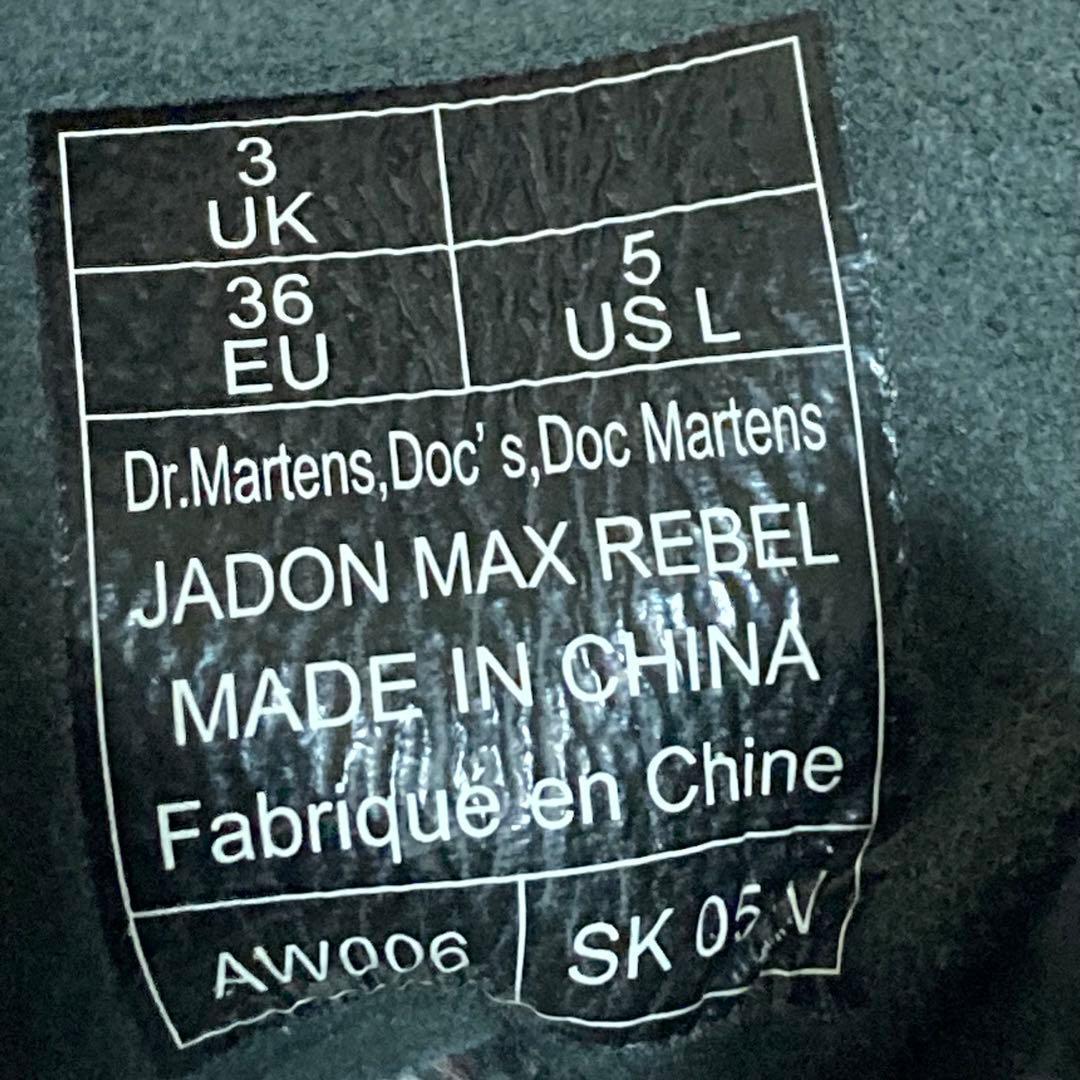 3
UK
36
EU
5
US L
Dr.Martens,Doc's,Doc Martens
JADON MAX REBEL
MADE IN CHINA
Fabriqué en Chine
AW006
SK 05 V